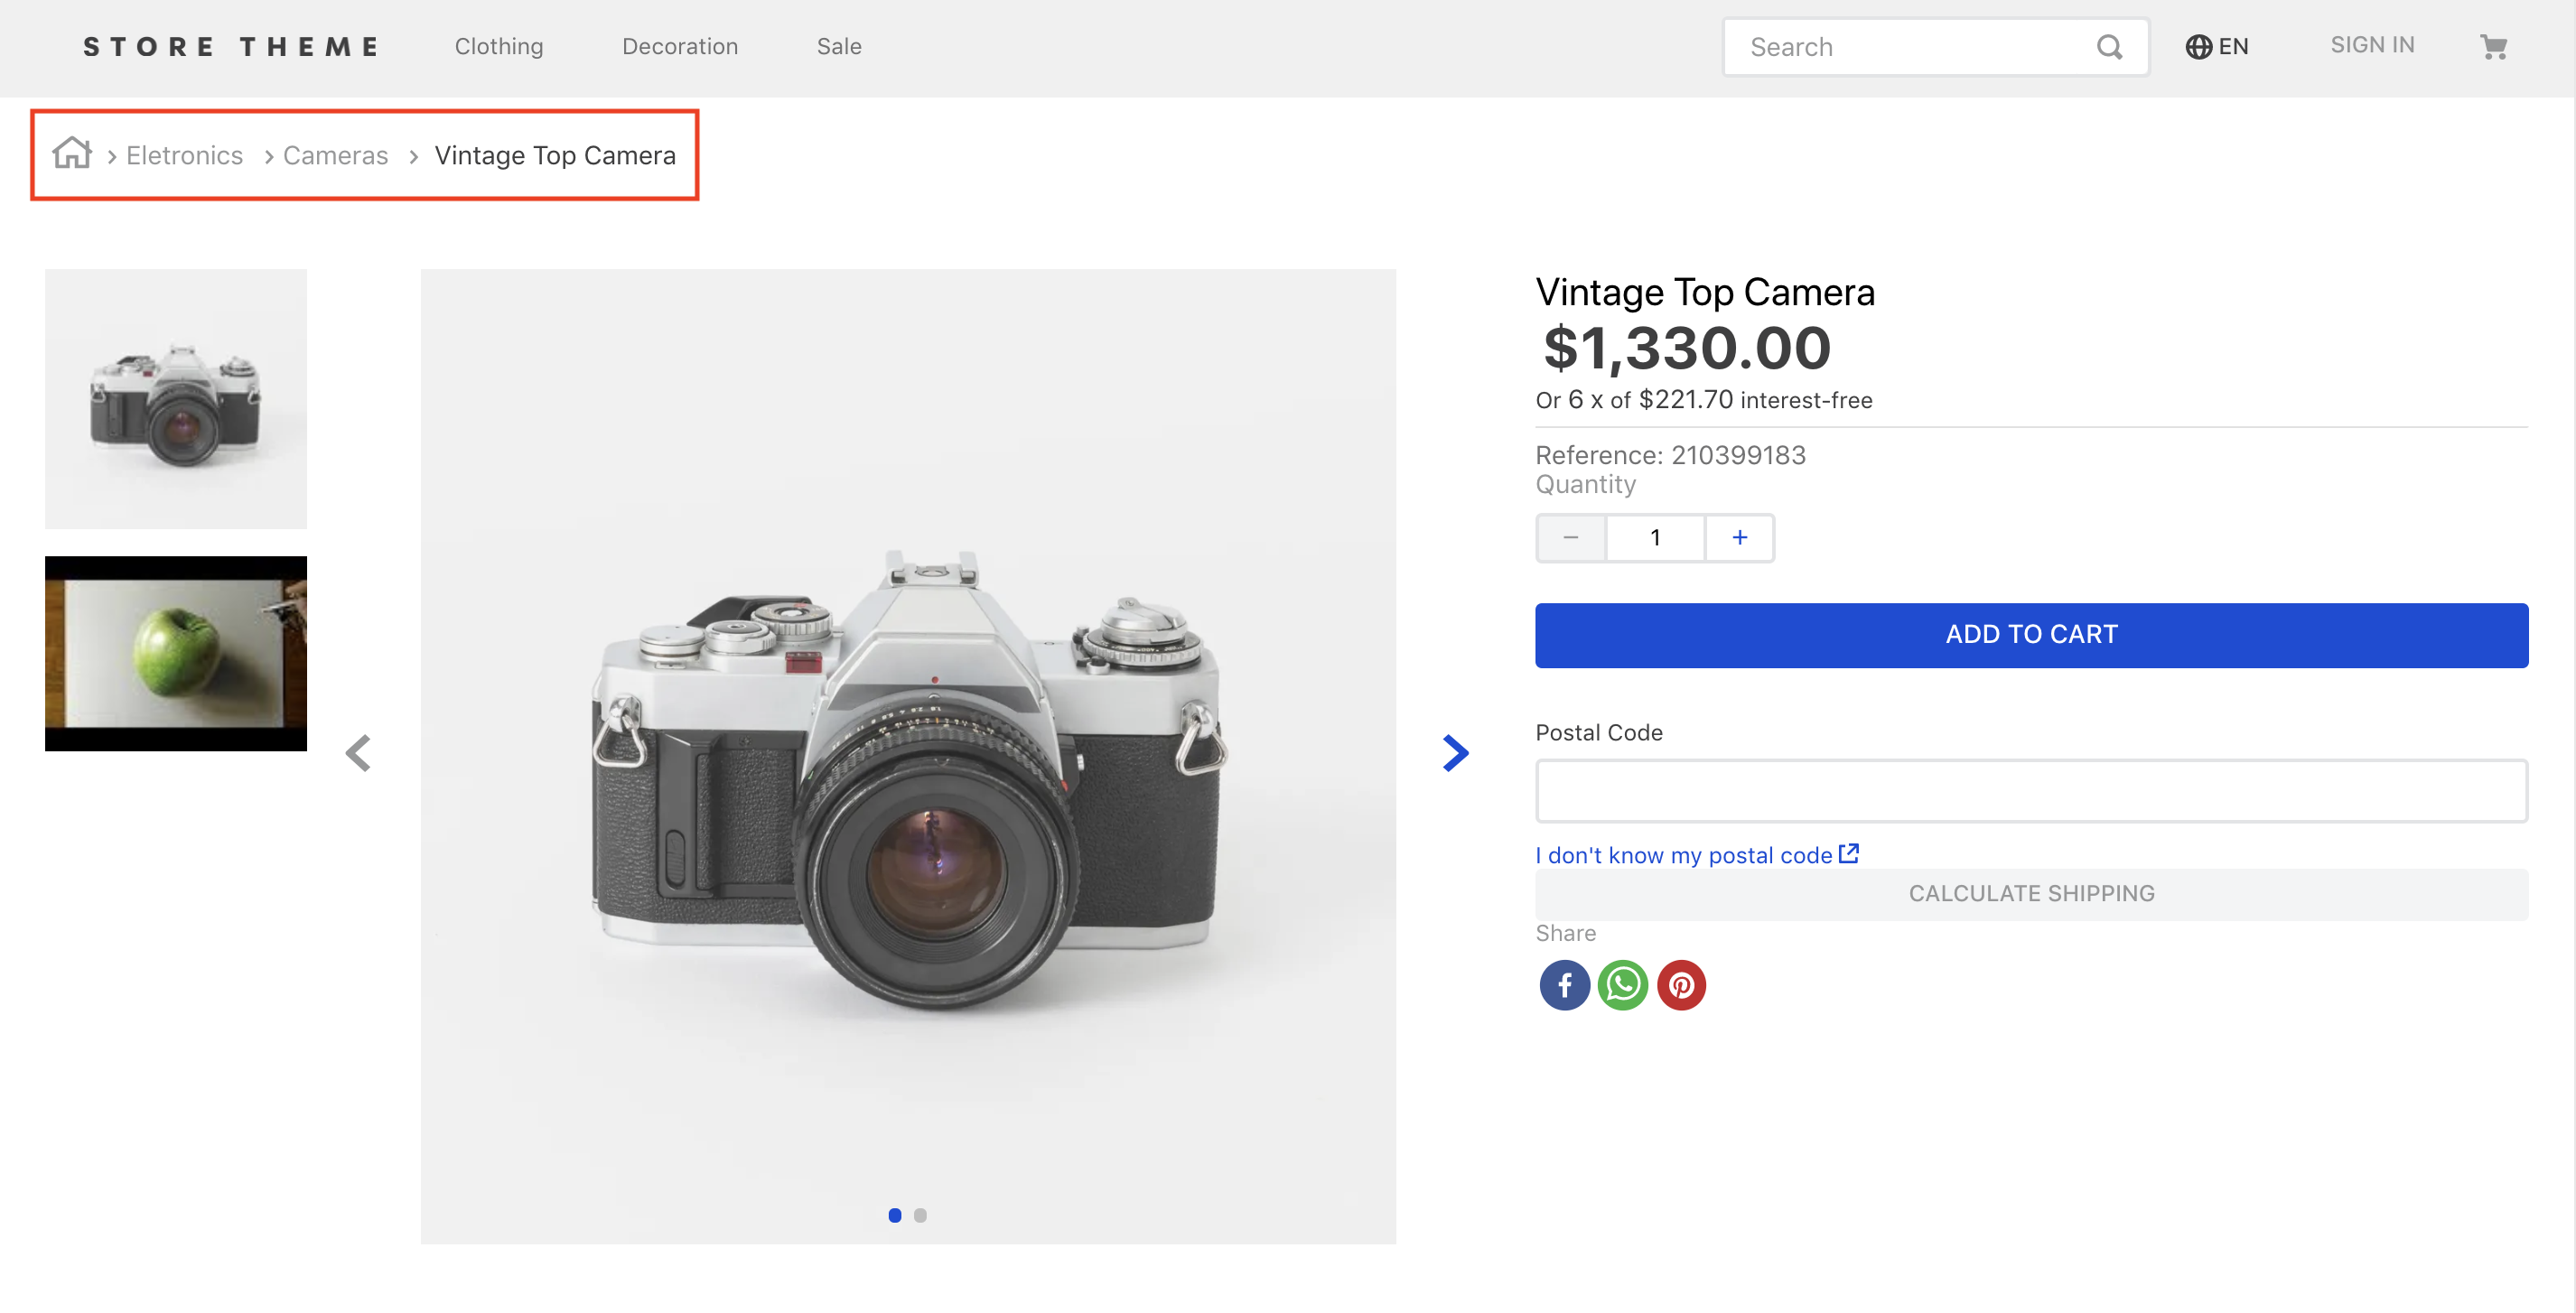 STORE THEME Clothing Decoration Sale Search EN SIGN IN
Eletronics Cameras Vintage Top Camera
Vintage Top Camera
$1,330.00
Or 6 x of $221.70 interest-free
Reference: 210399183
Quantity
− 1 +
ADD TO CART
Postal Code
I don't know my postal code
CALCULATE SHIPPING
Share